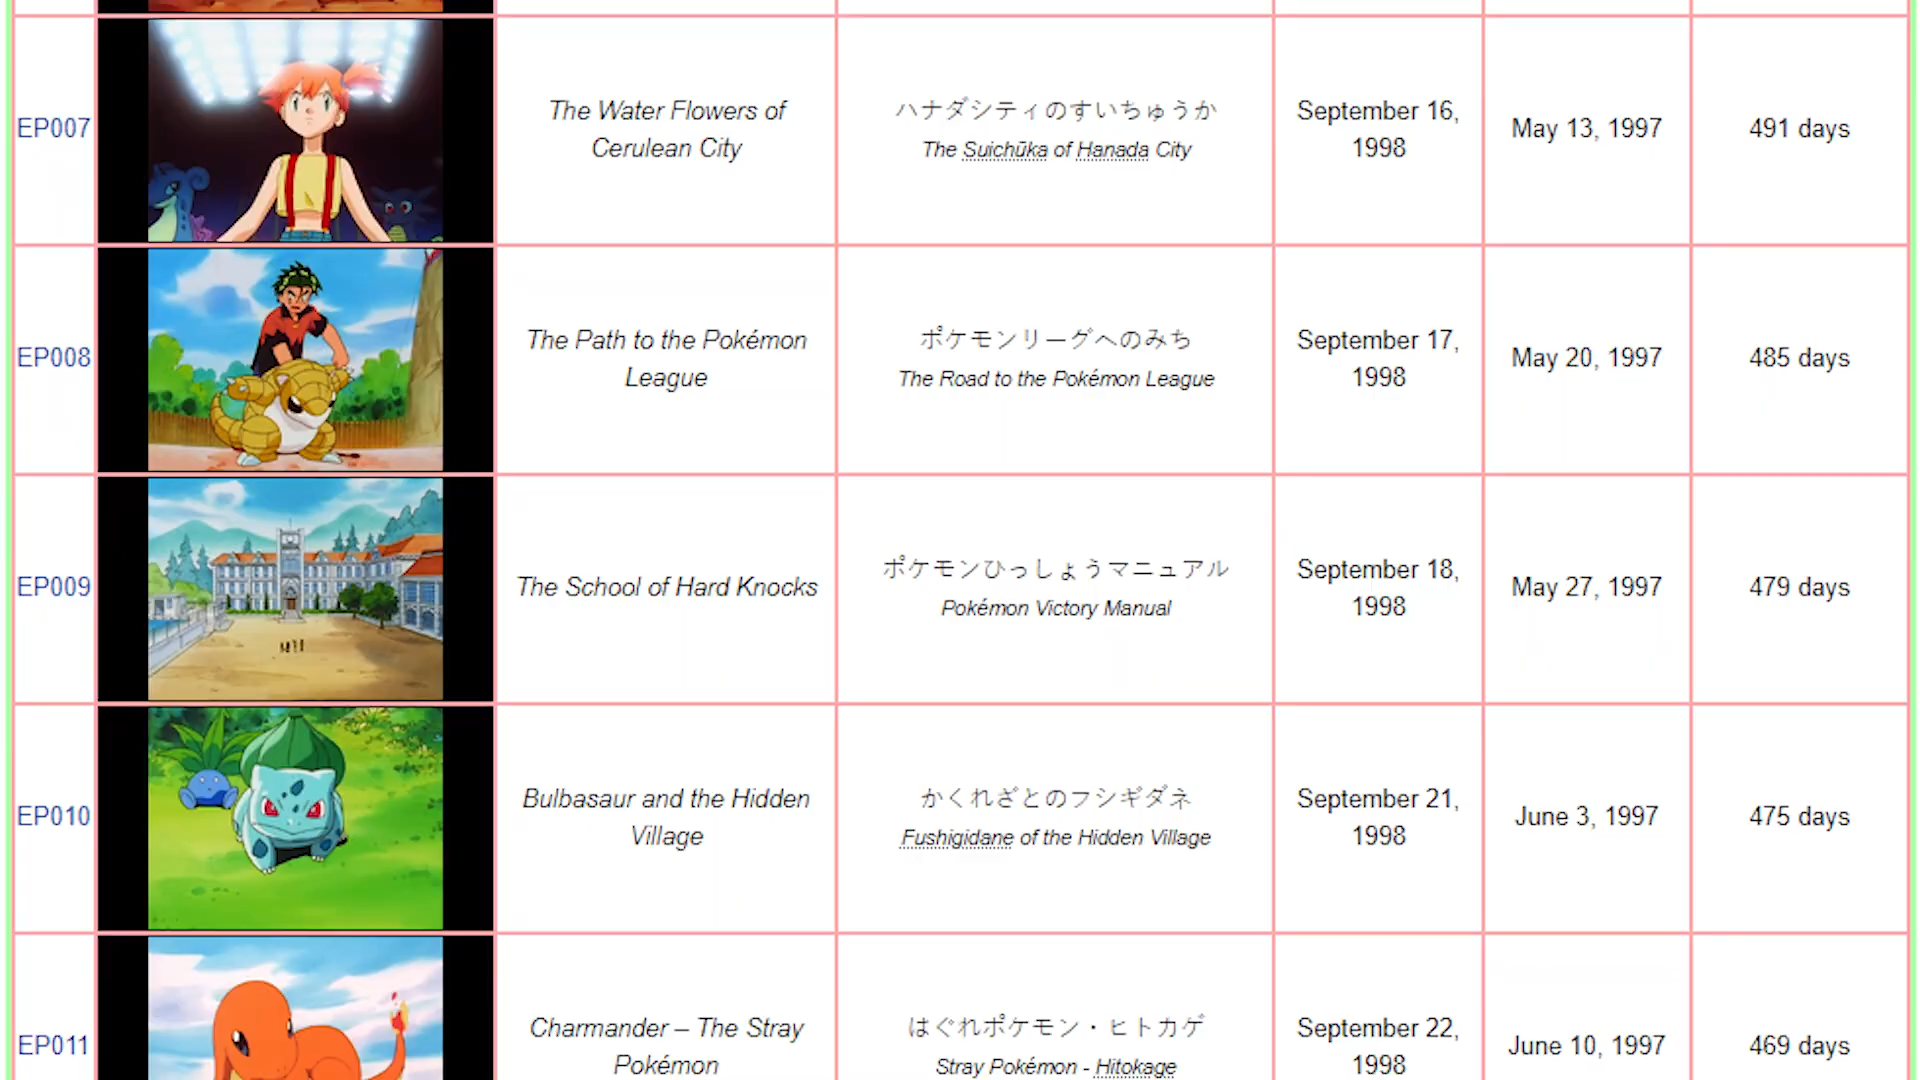 EP007
The Water Flowers of
Cerulean City
ハナダシティのすいちゅうか
The Suichūka of Hanada City
September 16,
1998
May 13, 1997
491 days
EP008
The Path to the Pokémon
League
ポケモンリーグへのみち
The Road to the Pokémon League
September 17,
1998
May 20, 1997
485 days
EP009
The School of Hard Knocks
ポケモンひっしょうマニュアル
Pokémon Victory Manual
September 18,
1998
May 27, 1997
479 days
EP010
Bulbasaur and the Hidden
Village
かくれざとのフシギダネ
Fushigidane of the Hidden Village
September 21,
1998
June 3, 1997
475 days
EP011
Charmander – The Stray
Pokémon
はぐれポケモン・ヒトカゲ
Stray Pokémon - Hitokage
September 22,
1998
June 10, 1997
469 days